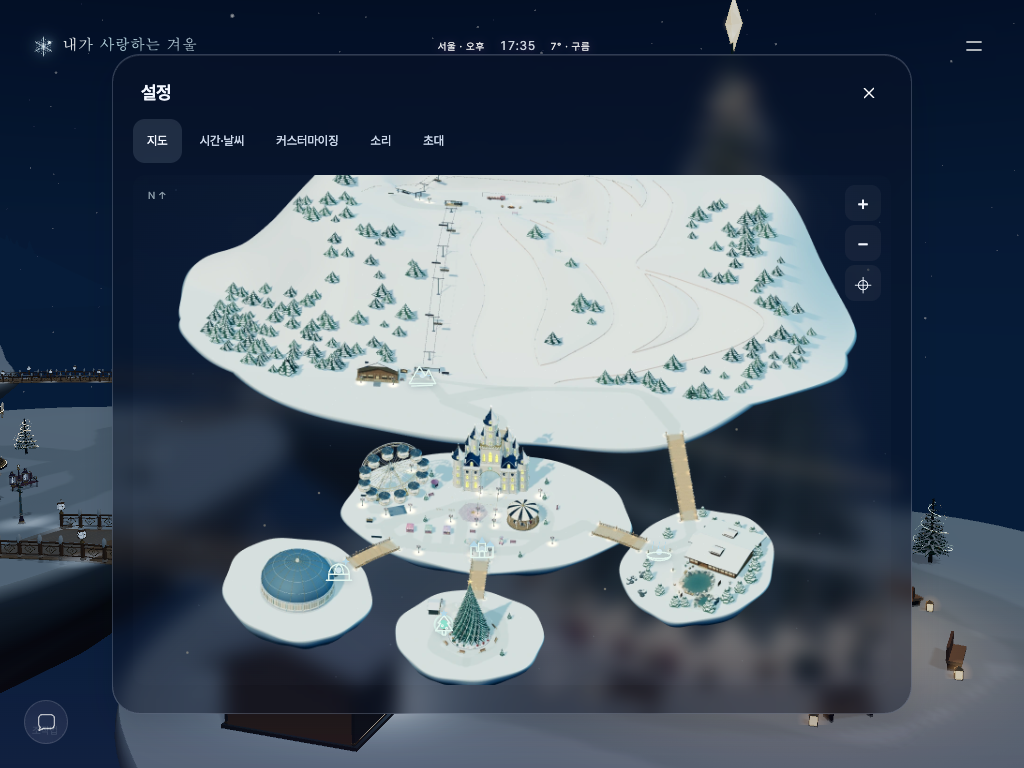 내가 사랑하는 겨울
서울 · 오후 17:35 7° · 구름
설정
지도 시간·날씨 커스터마이징 소리 초대
N ↑